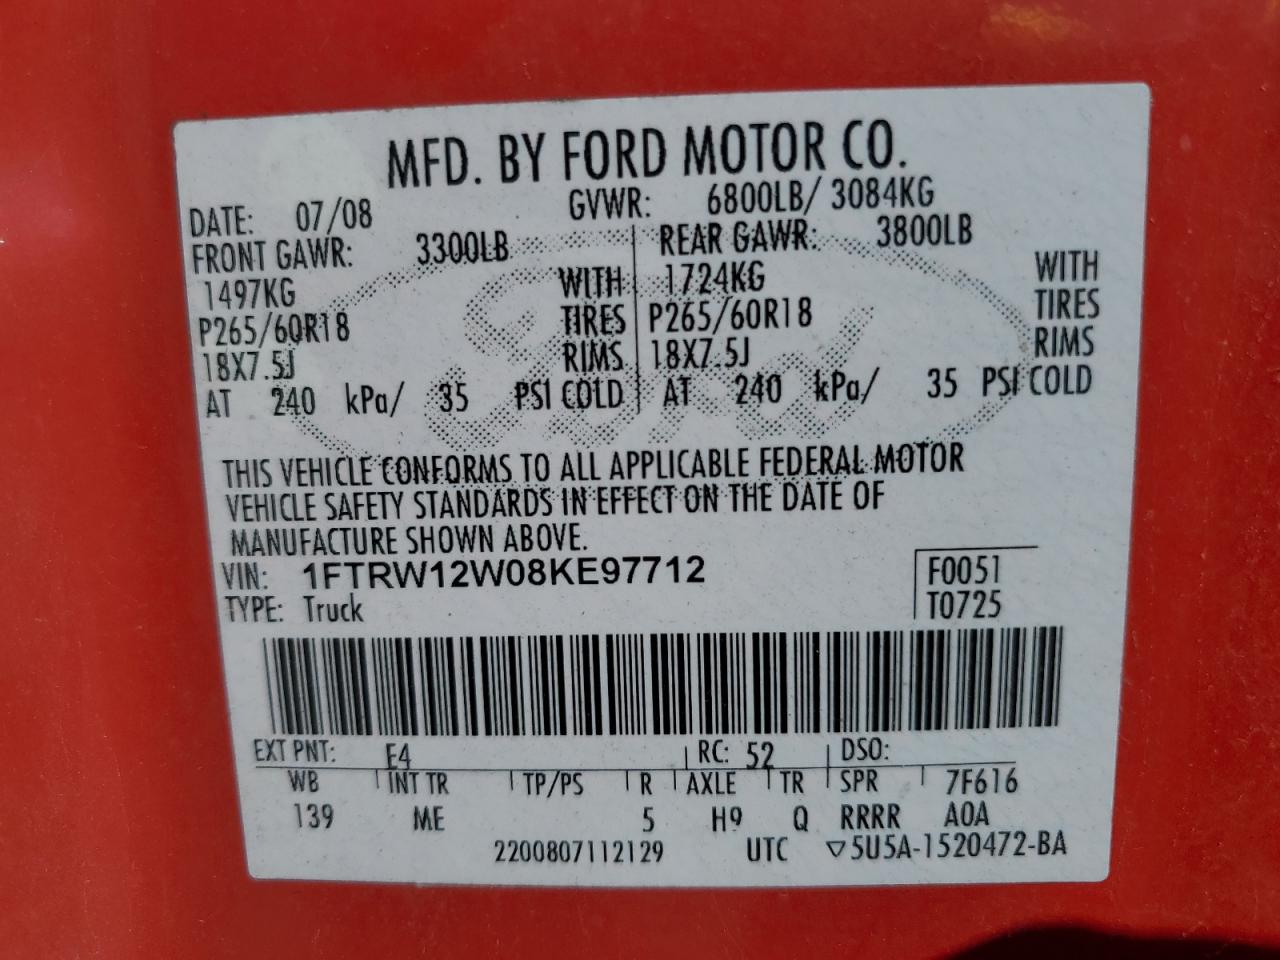 MFD. BY FORD MOTOR CO.
DATE: 07/08 GVWR: 6800LB/ 3084KG
FRONT GAWR: 3300LB REAR GAWR: 3800LB
1497KG WITH 1724KG WITH
P265/60R18 TIRES P265/60R18 TIRES
18X7.5J RIMS 18X7.5J RIMS
AT 240 kPa/ 35 PSI COLD AT 240 kPa/ 35 PSI COLD
Ford
THIS VEHICLE CONFORMS TO ALL APPLICABLE FEDERAL MOTOR
VEHICLE SAFETY STANDARDS IN EFFECT ON THE DATE OF
MANUFACTURE SHOWN ABOVE.
VIN: 1FTRW12W08KE97712 F0051
TYPE: Truck T0725
EXT PNT: E4 RC: 52 DSO:
WB INT TR TP/PS R AXLE TR SPR 7F616
139 ME 5 H9 Q RRRR A0A
2200807112129 UTC ▽5U5A-1520472-BA